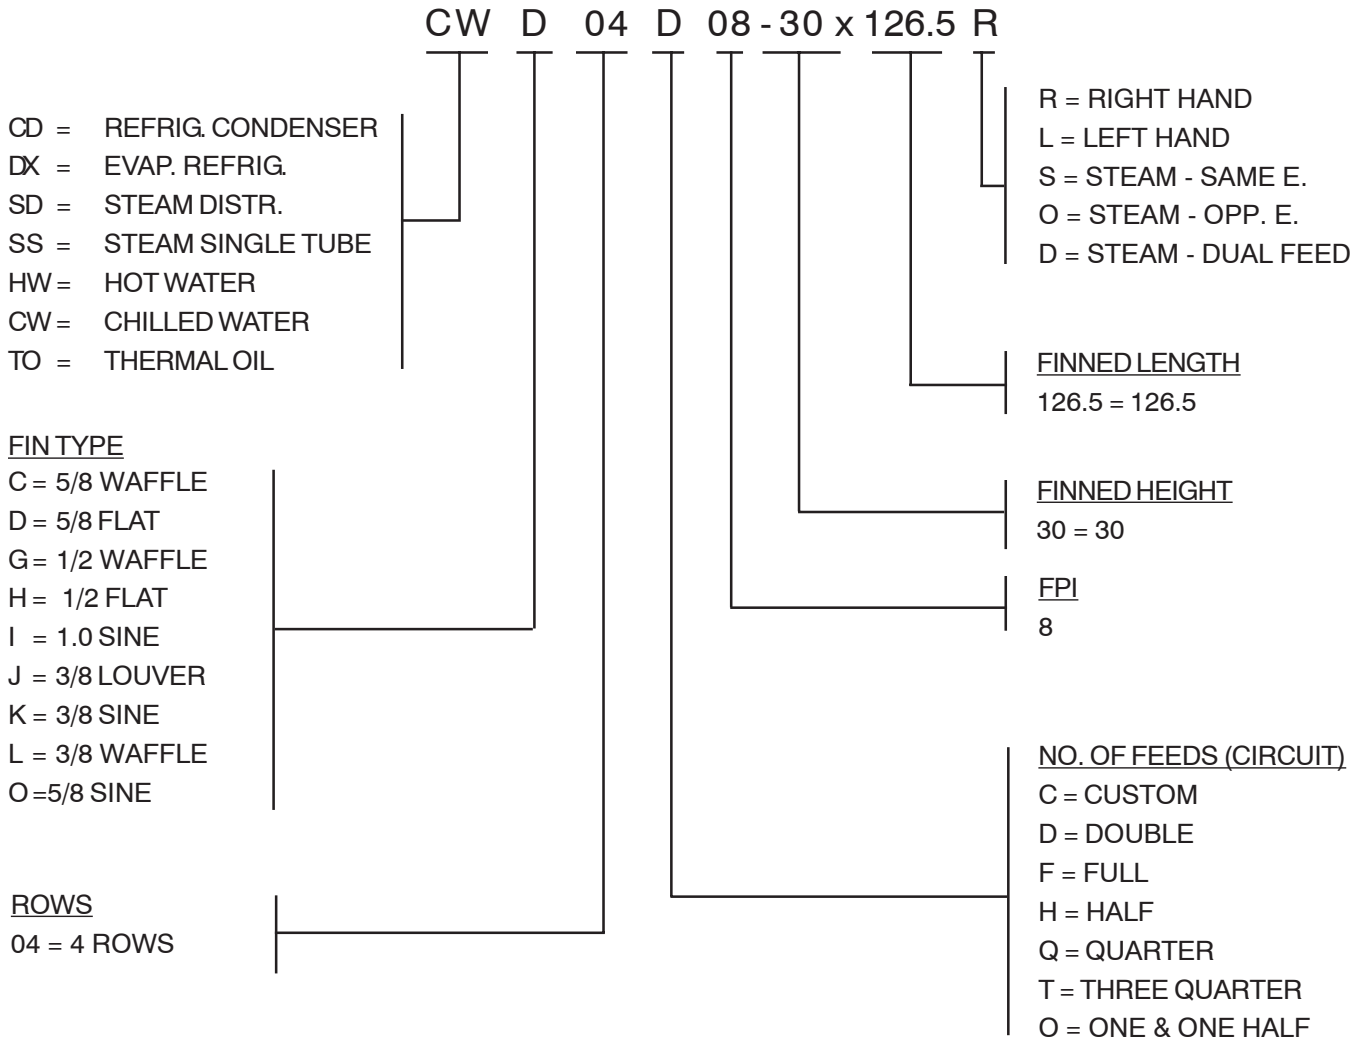 CW D 04 D 08 - 30 x 126.5 R
CD = REFRIG. CONDENSER
DX = EVAP. REFRIG.
SD = STEAM DISTR.
SS = STEAM SINGLE TUBE
HW = HOT WATER
CW = CHILLED WATER
TO = THERMAL OIL
FIN TYPE
C = 5/8 WAFFLE
D = 5/8 FLAT
G = 1/2 WAFFLE
H = 1/2 FLAT
I = 1.0 SINE
J = 3/8 LOUVER
K = 3/8 SINE
L = 3/8 WAFFLE
O =5/8 SINE
ROWS
04 = 4 ROWS
R = RIGHT HAND
L = LEFT HAND
S = STEAM - SAME E.
O = STEAM - OPP. E.
D = STEAM - DUAL FEED
FINNED LENGTH
126.5 = 126.5
FINNED HEIGHT
30 = 30
FPI
8
NO. OF FEEDS (CIRCUIT)
C = CUSTOM
D = DOUBLE
F = FULL
H = HALF
Q = QUARTER
T = THREE QUARTER
O = ONE & ONE HALF